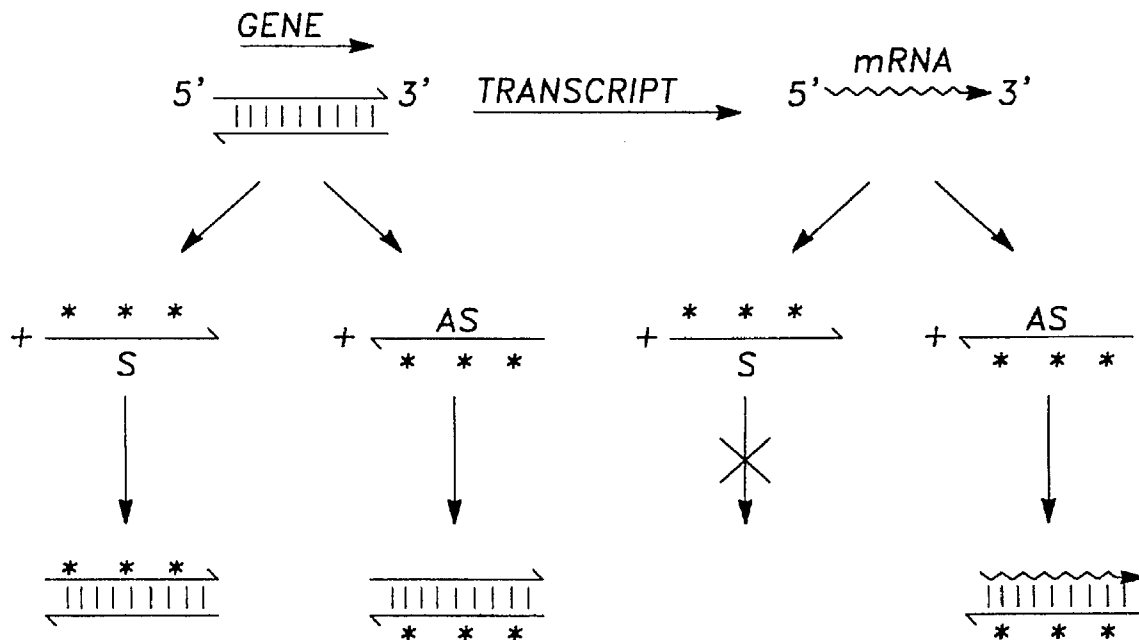 GENE
5' 3' TRANSCRIPT 5' mRNA 3'
* * * * * *
+ S + AS + S + AS
* * * * * *
* * * * * *
* * *